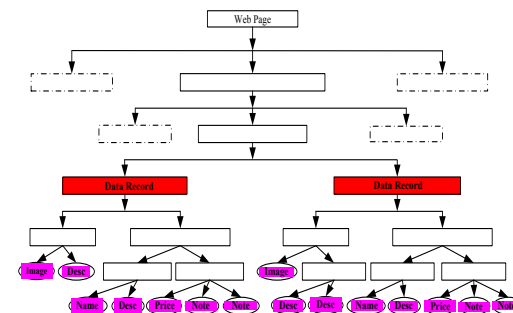 Web Page
Data Record Data Record
Image Desc Image
Name Desc Price Note Note Desc Desc Name Desc Price Note Note